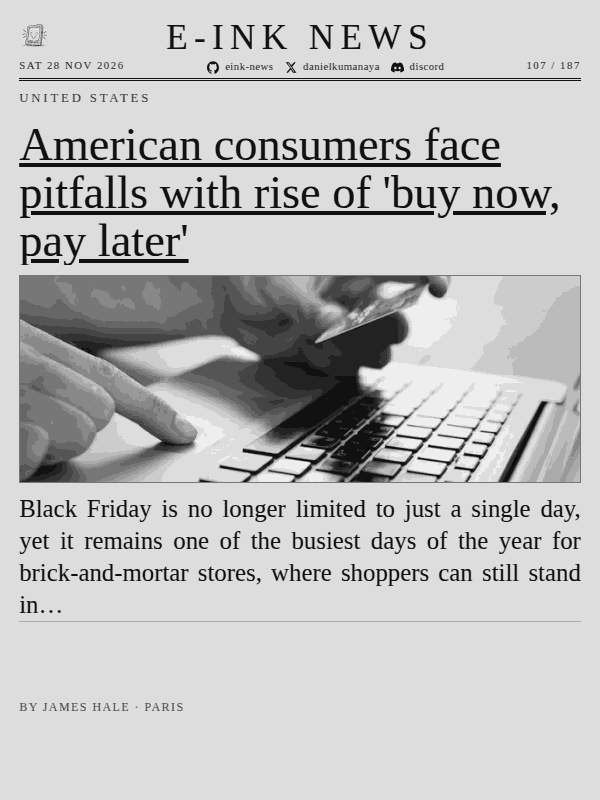 E-INK NEWS
SAT 28 NOV 2026
eink-news
danielkumanaya
discord
107 / 187
UNITED STATES
American consumers face
pitfalls with rise of 'buy now,
pay later'
Black Friday is no longer limited to just a single day,
yet it remains one of the busiest days of the year for
brick-and-mortar stores, where shoppers can still stand
in…
BY JAMES HALE · PARIS